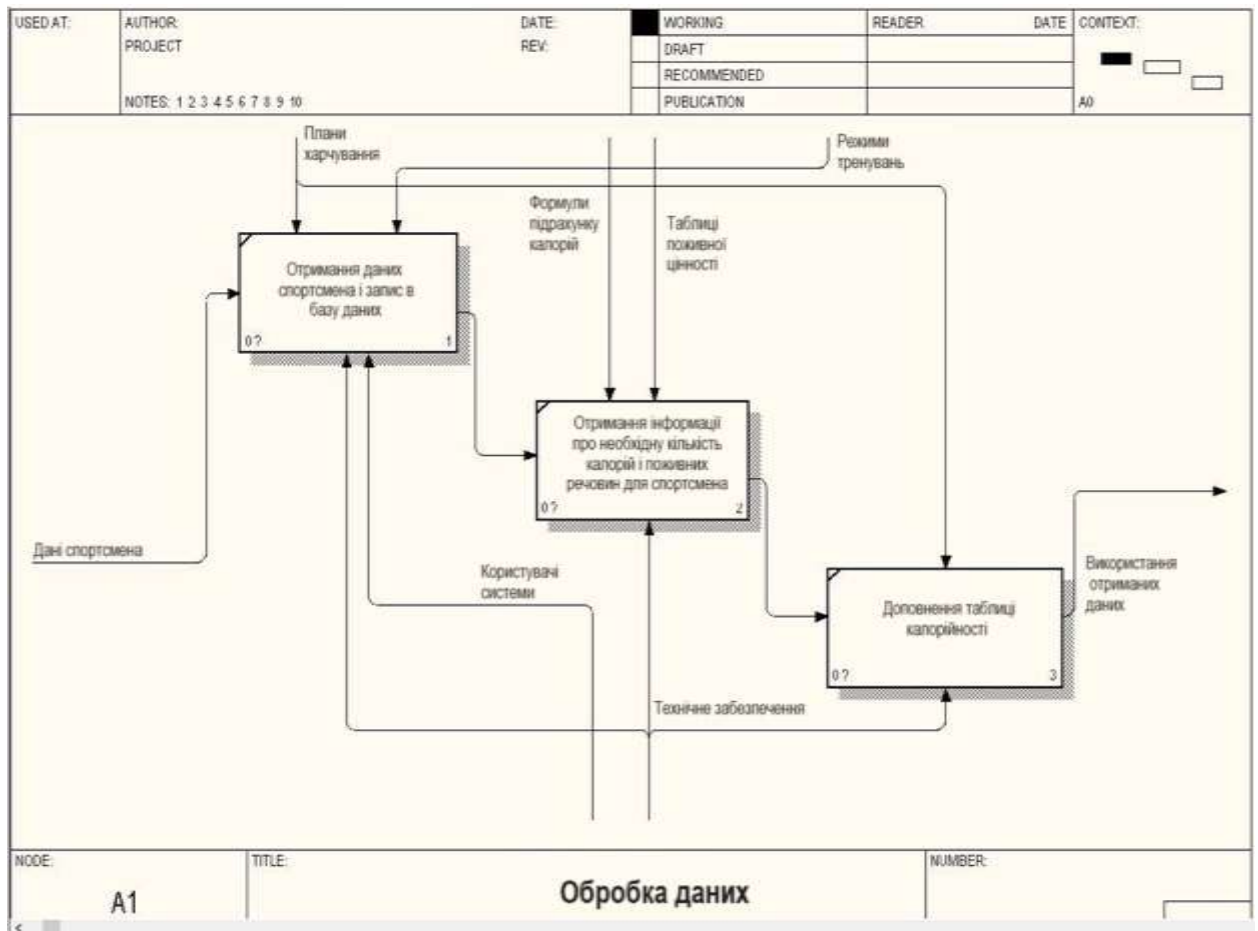 USED AT:
AUTHOR:
DATE:
WORKING
READER
DATE
CONTEXT:
PROJECT
REV:
DRAFT
RECOMMENDED
NOTES: 1 2 3 4 5 6 7 8 9 10
PUBLICATION
A0
Плани
харчування
Режими
тренувань
Формули
підрахунку
калорій
Таблиці
поживної
цінності
Отримання даних
спортсмена і запис в
базу даних
0 ?
1
Отримання інформації
про необхідну кількість
калорій і поживних
речовин для спортсмена
0 ?
2
Дані спортсмена
Користувачі
системи
Використання
отриманих
даних
Доповнення таблиці
калорійності
0 ?
3
Технічне забезпечення
NODE:
TITLE:
NUMBER:
A1
Обробка даних